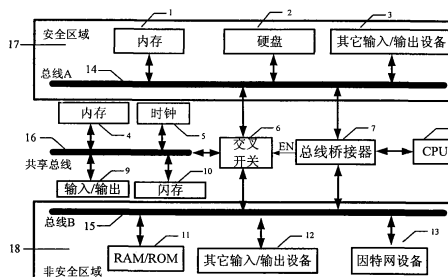 1
2
3
17
安全区域
内存
硬盘
其它输入/输出设备
总线A
14
内存
时钟
4
5
6
7
16
交叉
开关
EN
总线桥接器
CPU
共享总线
9
10
输入/输出
闪存
总线B
15
11
12
13
18
RAM/ROM
其它输入/输出设备
因特网设备
非安全区域